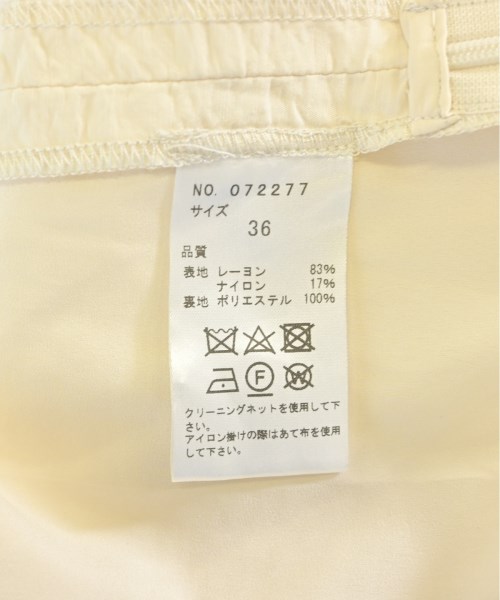 NO. 072277
サイズ
36
品質
表地 レーヨン 83%
ナイロン 17%
裏地 ポリエステル 100%
F W
クリーニングネットを使用して下
さい。
アイロン掛けの際はあて布を使用
して下さい。